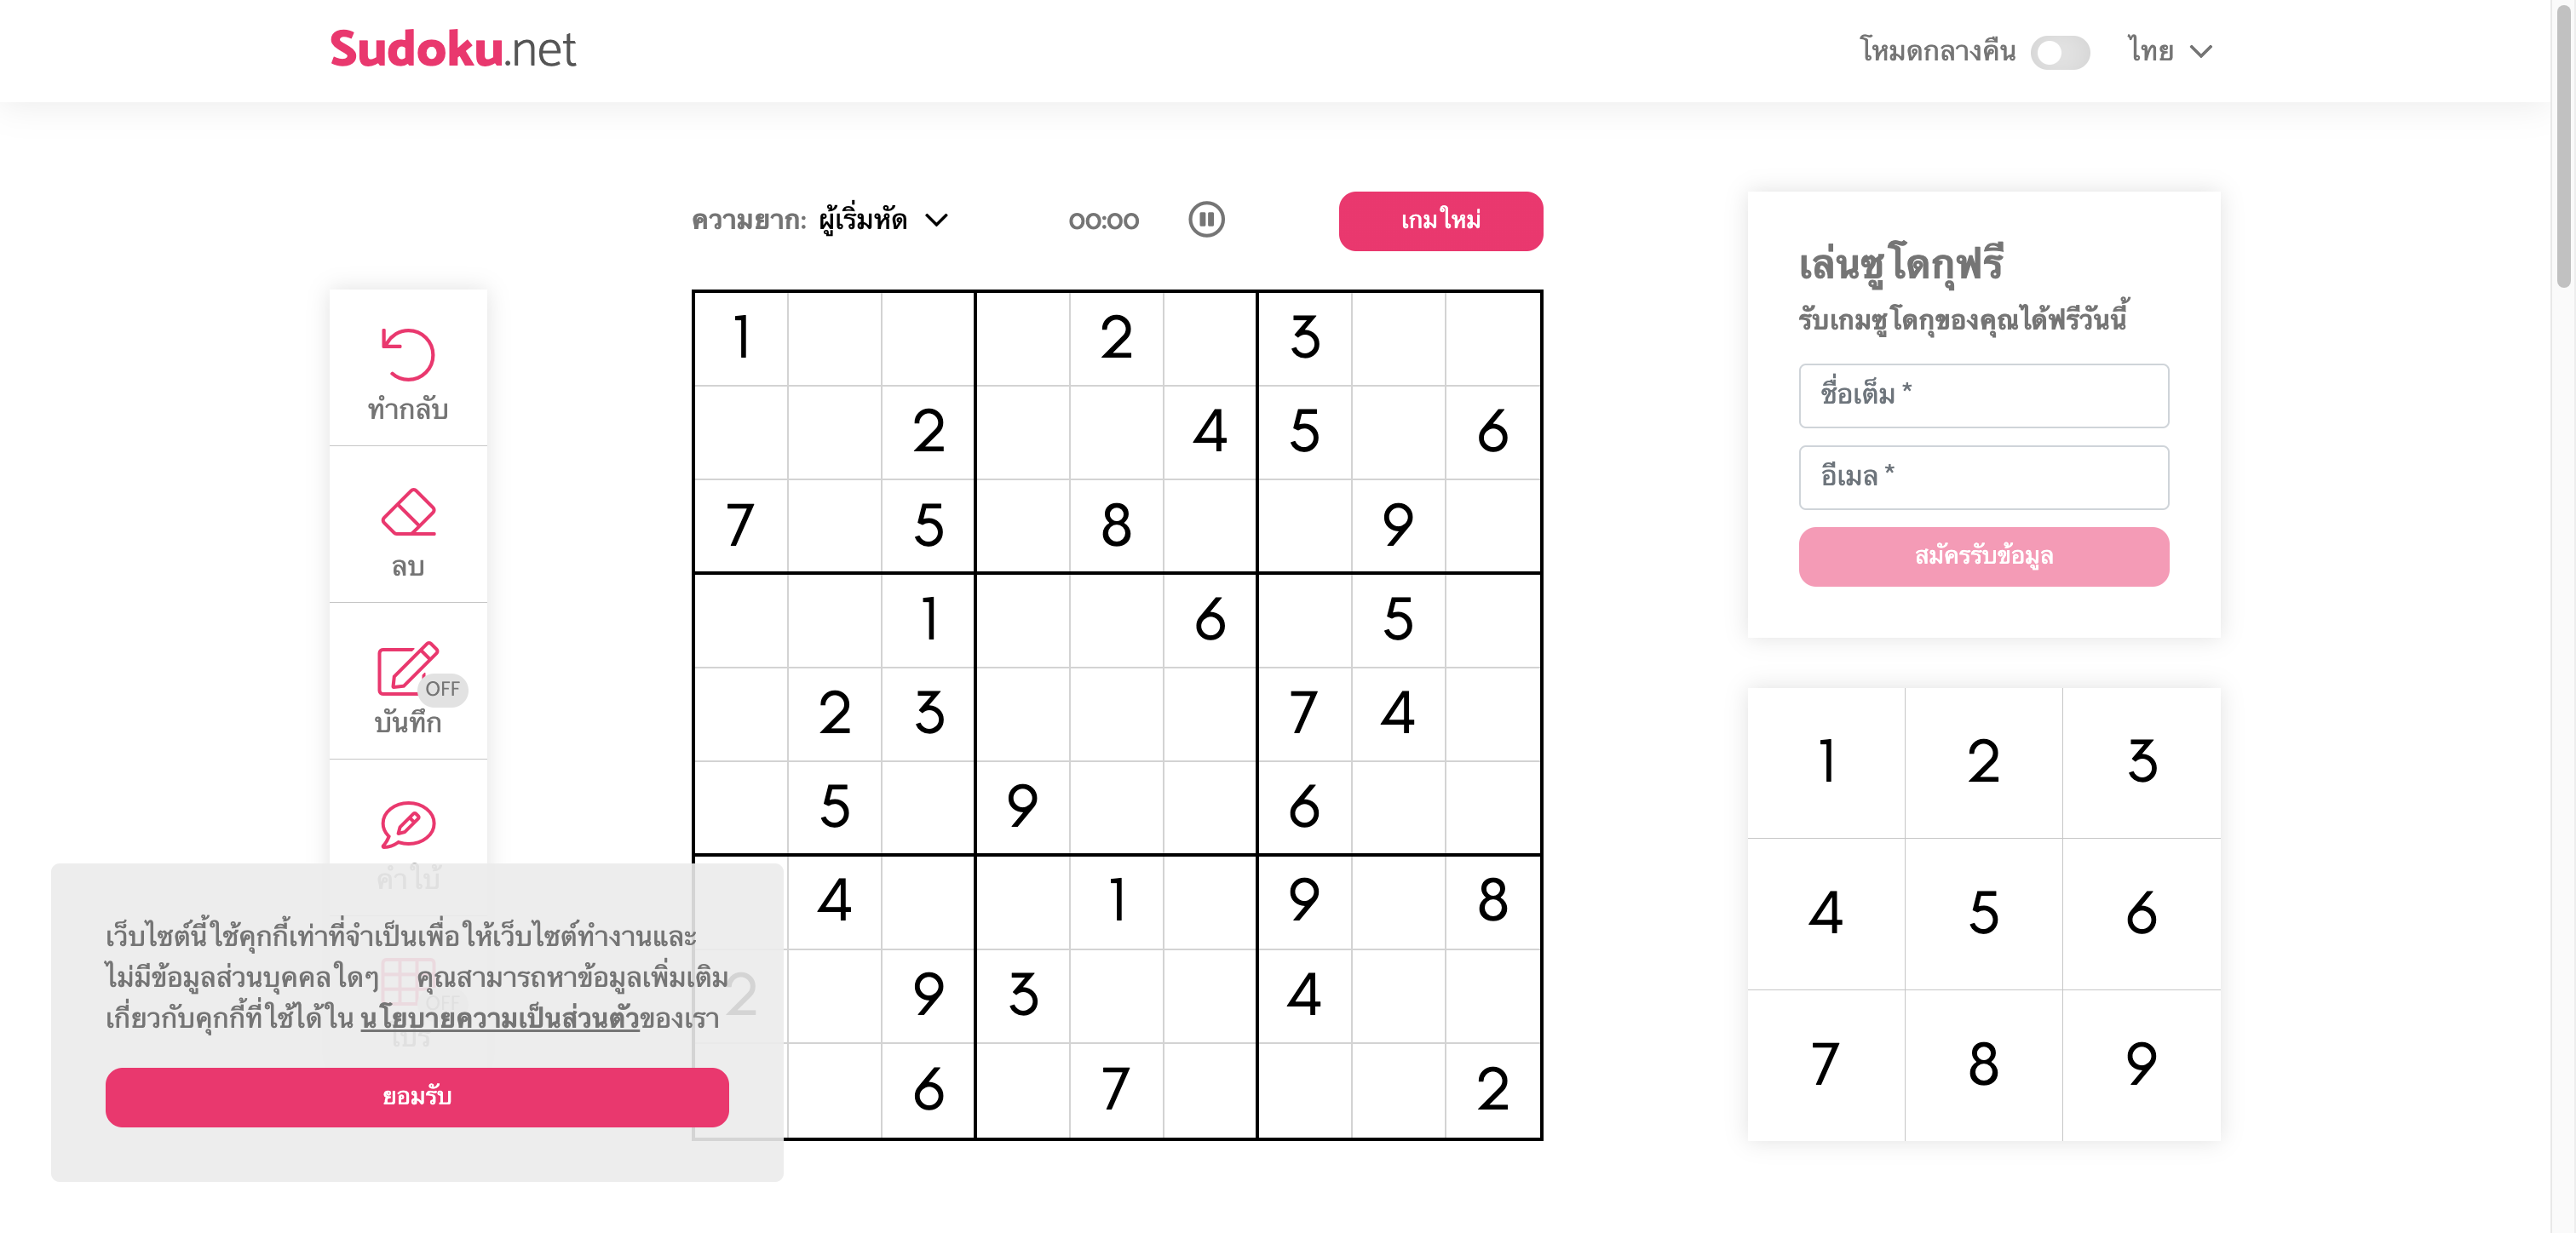 Sudoku.net
โหมดกลางคืน ไทย
ความยาก: ผู้เริ่มหัด 00:00 เกมใหม่
ทำกลับ
ลบ
OFF
บันทึก
คำใบ้
OFF
โปร
1 2 3
2 4 5 6
7 5 8 9
1 6 5
2 3 7 4
5 9 6
4 1 9 8
2 9 3 4
6 7 2
เว็บไซต์นี้ใช้คุกกี้เท่าที่จำเป็นเพื่อให้เว็บไซต์ทำงานและ
ไม่มีข้อมูลส่วนบุคคลใดๆ คุณสามารถหาข้อมูลเพิ่มเติม
เกี่ยวกับคุกกี้ที่ใช้ได้ใน นโยบายความเป็นส่วนตัวของเรา
ยอมรับ
เล่นซูโดกุฟรี
รับเกมซูโดกุของคุณได้ฟรีวันนี้
ชื่อเต็ม *
อีเมล *
สมัครรับข้อมูล
1 2 3
4 5 6
7 8 9